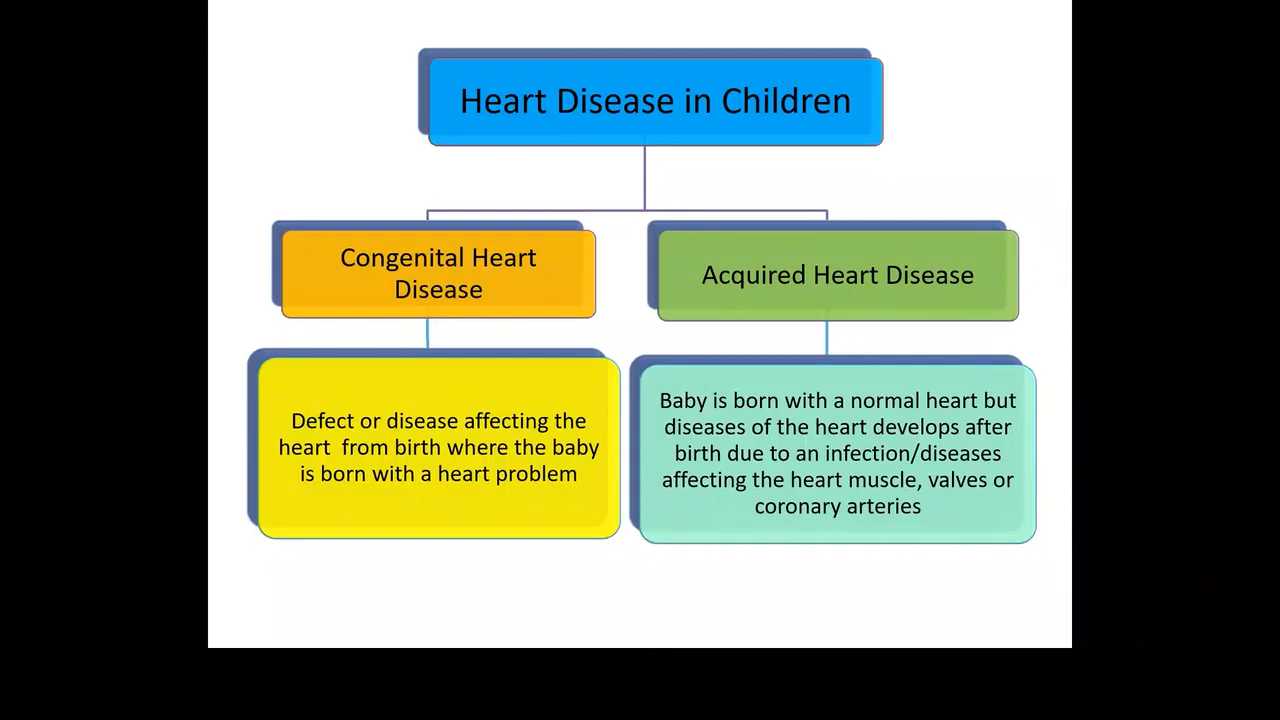 Heart Disease in Children
Congenital Heart
Disease
Acquired Heart Disease
Defect or disease affecting the
heart  from birth where the baby
is born with a heart problem
Baby is born with a normal heart but
diseases of the heart develops after
birth due to an infection/diseases
affecting the heart muscle, valves or
coronary arteries